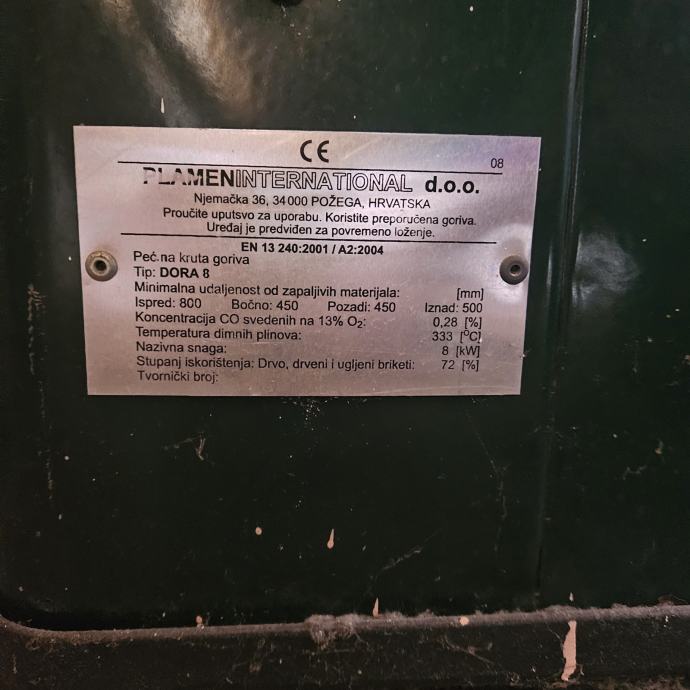 CE
08
PLAMENINTERNATIONAL d.o.o.
Njemačka 36, 34000 POŽEGA, HRVATSKA
Proučite uputsvo za uporabu. Koristite preporučena goriva.
Uređaj je predviđen za povremeno loženje.
EN 13 240:2001 / A2:2004
Peć na kruta goriva
Tip: DORA 8
Minimalna udaljenost od zapaljivih materijala: [mm]
Ispred: 800 Bočno: 450 Pozadi: 450 Iznad: 500
Koncentracija CO svedenih na 13% O₂: 0,28 [%]
Temperatura dimnih plinova: 333 [°C]
Nazivna snaga: 8 [kW]
Stupanj iskorištenja: Drvo, drveni i ugljeni briketi: 72 [%]
Tvornički broj: